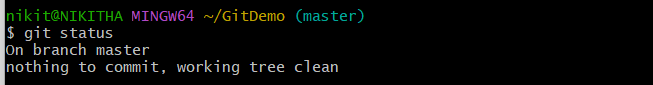 nikit@NIKITHA MINGW64 ~/GitDemo (master)
$ git status
On branch master
nothing to commit, working tree clean